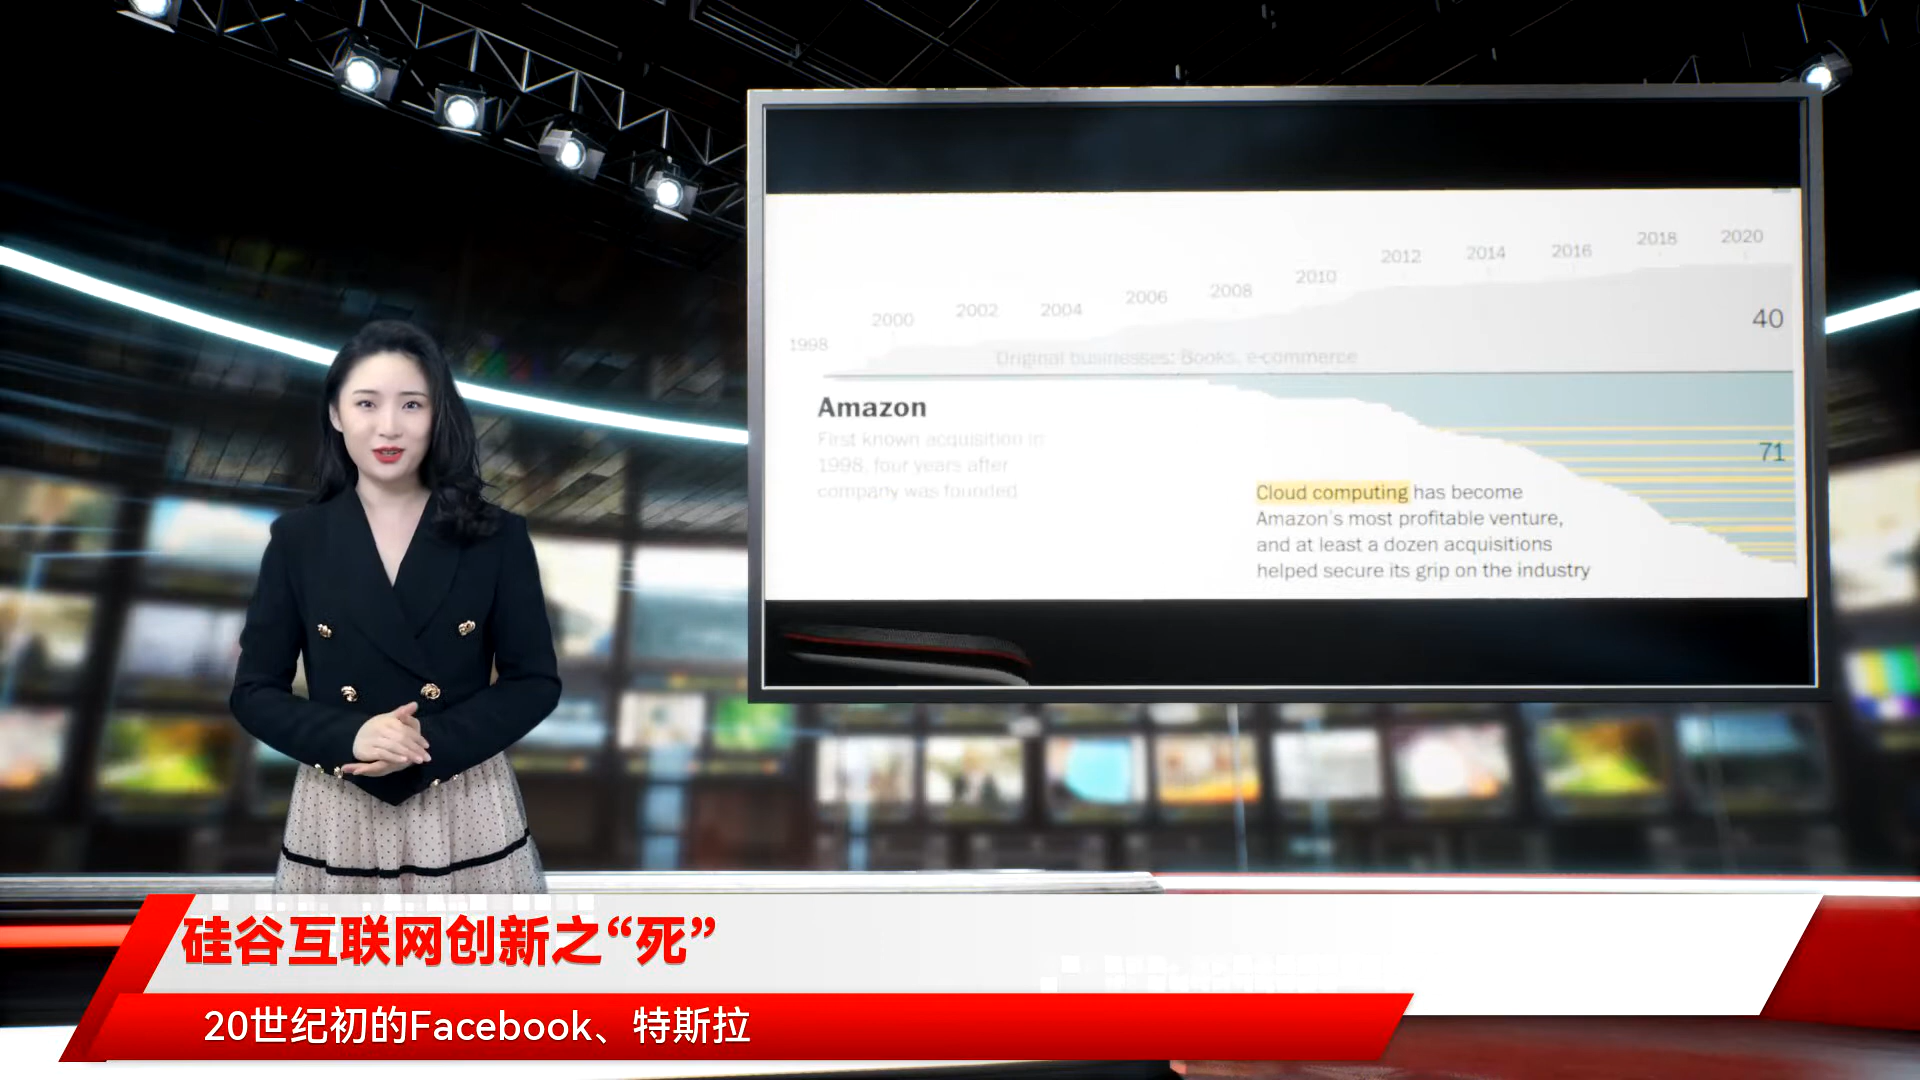 1998
2000
2002
2004
2006
2008
2010
2012
2014
2016
2018
2020
40
Original businesses: Books, e-commerce
Amazon
First known acquisition in
1998, four years after
company was founded
71
Cloud computing has become
Amazon's most profitable venture,
and at least a dozen acquisitions
helped secure its grip on the industry
硅谷互联网创新之“死”
20世纪初的Facebook、特斯拉